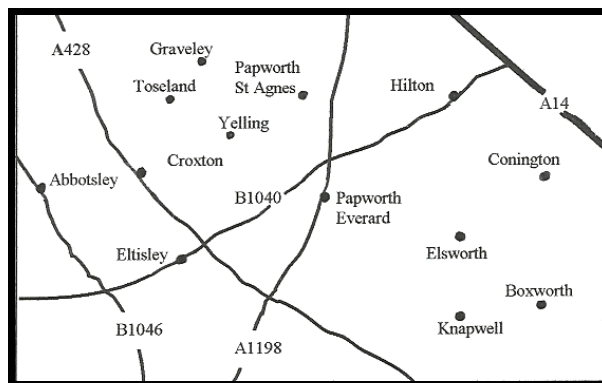 A428
Graveley
Toseland
Papworth
St Agnes
Hilton
A14
Yelling
Croxton
Conington
Abbotsley
B1040
Papworth
Everard
Eltisley
Elsworth
Boxworth
B1046
A1198
Knapwell